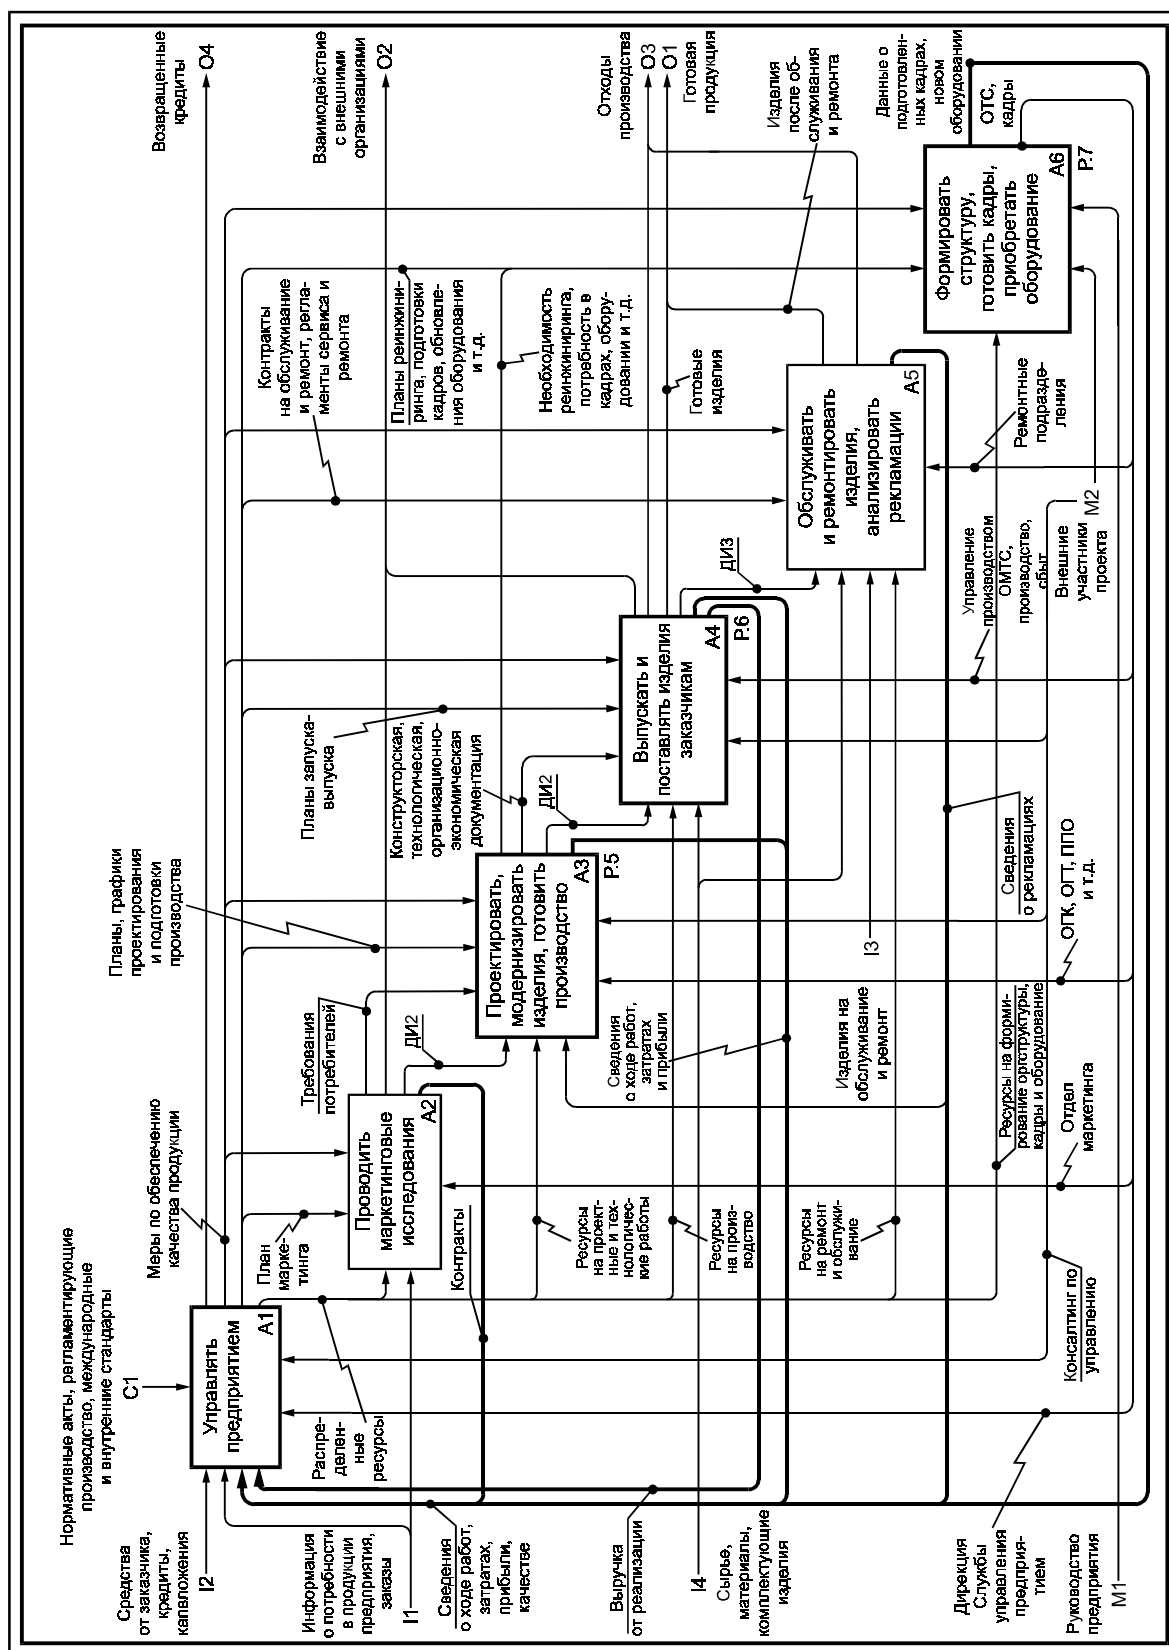 Нормативные акты, регламентирующие
производство, международные
и внутренние стандарты
C1
Средства
от заказчика,
кредиты,
капвложения
I2
Информация
о потребности
в продукции
предприятия,
заказы
I1
Сведения
о ходе работ,
затратах,
прибыли,
качестве
Выручка
от реализации
I4
Сырье,
материалы,
комплектующие
изделия
Дирекция
Службы
управления
предприя-
тием
Руководство
предприятия
M1
Управлять
предприятием
A1
Распре-
делен-
ные
ресурсы
Меры по обеспечению
качества продукции
План
марке-
тинга
Контракты
Проводить
маркетинговые
исследования
A2
Требования
потребителей
ДИ2
Планы, графики
проектирования
и подготовки
производства
Ресурсы
на проект-
ные и тех-
нологичес-
кие работы
Ресурсы
на произ-
водство
Ресурсы
на ремонт
и обслужи-
вание
Консалтинг по
управлению
Отдел
маркетинга
Ресурсы на форми-
рование оргструктуры,
кадры и оборудование
Проектировать,
модернизировать
изделия, готовить
производство
A3
P.5
Сведения
о ходе работ,
затратах
и прибыли
Изделия на
обслуживание
и ремонт
I3
ОГК, ОГТ, ППО
и т.д.
Сведения
о рекламациях
Планы запуска-
выпуска
Конструкторская,
технологическая,
организационно-
экономическая
документация
ДИ2
Выпускать и
поставлять изделия
заказчикам
A4
P.6
ДИ3
Управление
производством
ОМТС,
производство,
сбыт
Внешние
участники
проекта
M2
Контракты
на обслуживание
и ремонт, регла-
менты сервиса и
ремонта
Планы реинжини-
ринга, подготовки
кадров, обновле-
ния оборудования
и т.д.
Необходимость
реинжиниринга,
потребность в
кадрах, обору-
довании и т.д.
Готовые
изделия
Обслуживать
и ремонтировать
изделия,
анализировать
рекламации
A5
Ремонтные
подразде-
ления
Формировать
структуру,
готовить кадры,
приобретать
оборудование
A6
P.7
Возвращенные
кредиты
O4
Взаимодействие
с внешними
организациями
O2
Отходы
производства
O3
O1
Готовая
продукция
Изделия
после об-
служивания
и ремонта
Данные о
подготовлен-
ных кадрах,
новом
оборудовании
ОТС,
кадры